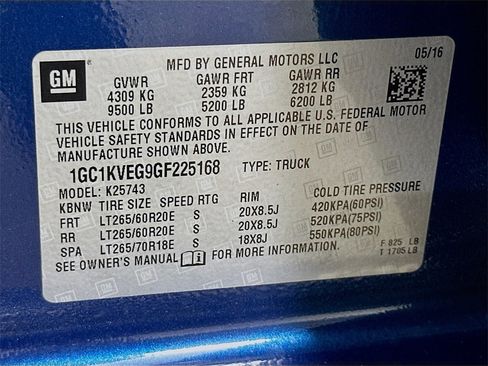 MFD BY GENERAL MOTORS LLC 05/16
GM
GVWR GAWR FRT GAWR RR
4309 KG 2359 KG 2812 KG
9500 LB 5200 LB 6200 LB
THIS VEHICLE CONFORMS TO ALL APPLICABLE U.S. FEDERAL MOTOR
VEHICLE SAFETY STANDARDS IN EFFECT ON THE DATE OF
MANUFACTURE SHOWN ABOVE.
1GC1KVEG9GF225168 TYPE: TRUCK
MODEL: K25743
KBNW TIRE SIZE SPEED RTG RIM COLD TIRE PRESSURE
FRT LT265/60R20E S 20X8.5J 420KPA(60PSI)
RR LT265/60R20E S 20X8.5J 520KPA(75PSI)
SPA LT265/70R18E S 18X8J 550KPA(80PSI)
SEE OWNER'S MANUAL FOR MORE INFORMATION.
F 825 LB
T 1705 LB